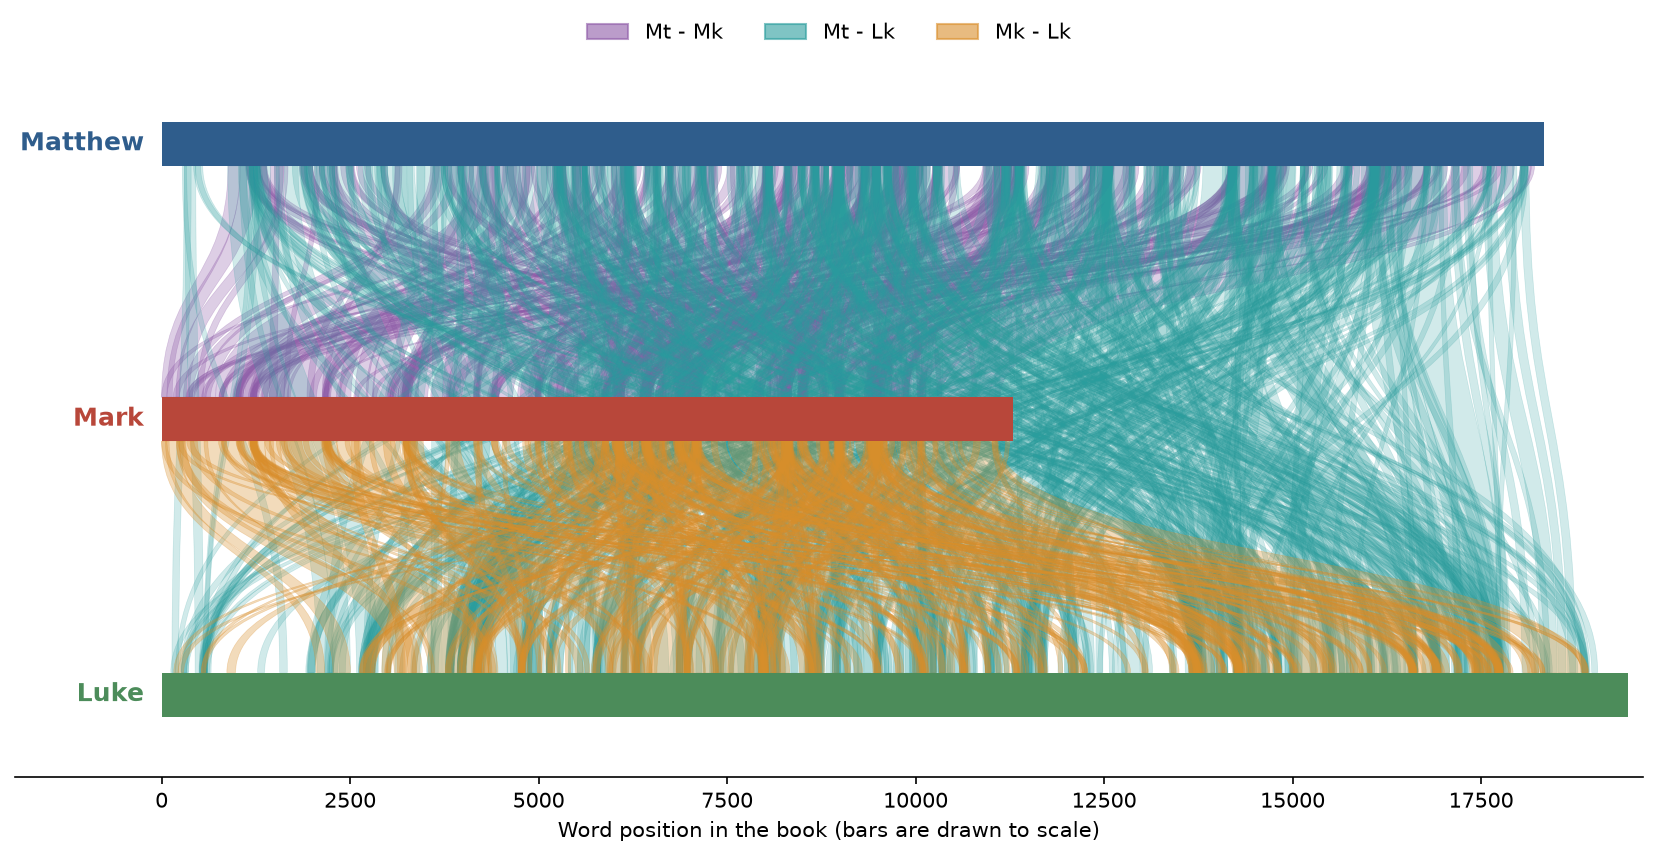 Mt - Mk Mt - Lk Mk - Lk
Matthew
Mark
Luke
0 2500 5000 7500 10000 12500 15000 17500
Word position in the book (bars are drawn to scale)